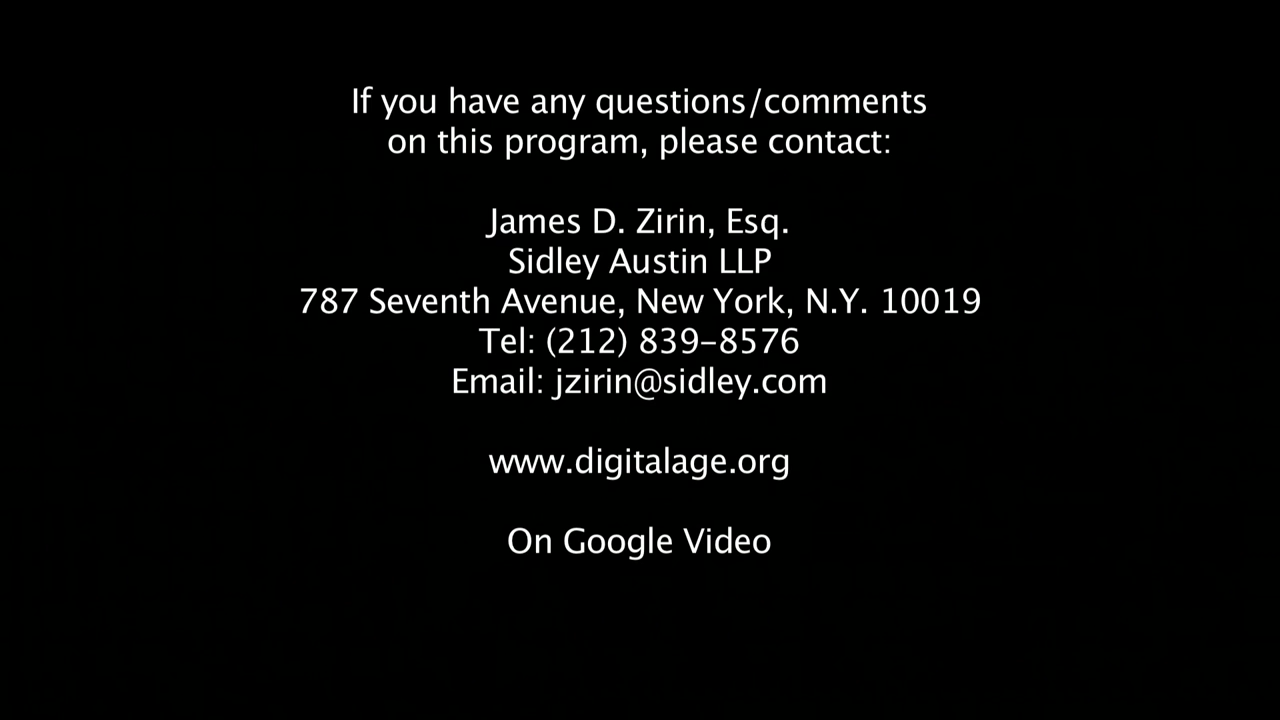 If you have any questions/comments
on this program, please contact:
James D. Zirin, Esq.
Sidley Austin LLP
787 Seventh Avenue, New York, N.Y. 10019
Tel: (212) 839-8576
Email: jzirin@sidley.com
www.digitalage.org
On Google Video